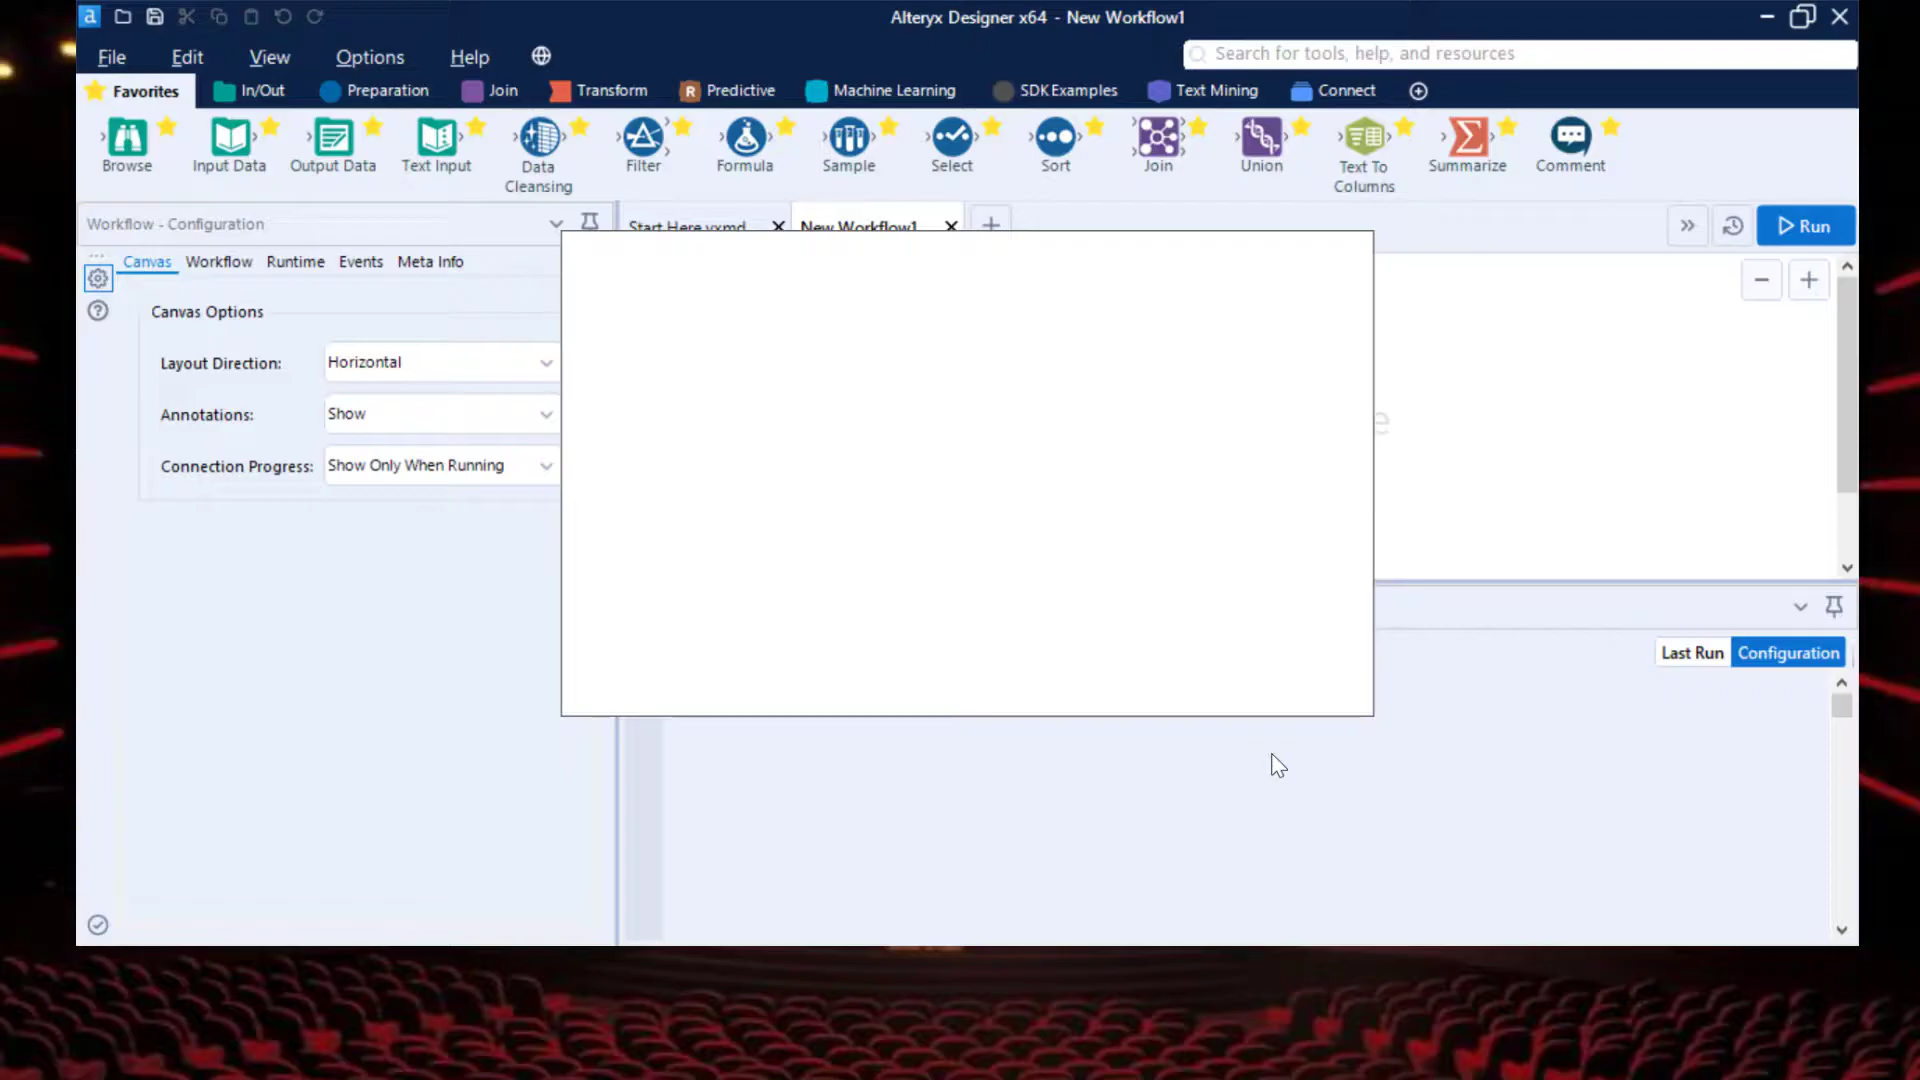 Alteryx Designer x64 - New Workflow1
File Edit View Options Help
Search for tools, help, and resources
Favorites In/Out Preparation Join Transform Predictive Machine Learning SDK Examples Text Mining Connect
Browse Input Data Output Data Text Input Data Cleansing Filter Formula Sample Select Sort Join Union Text To Columns Summarize Comment
Workflow - Configuration
Start Here.yxmd New Workflow1
Run
Canvas Workflow Runtime Events Meta Info
Canvas Options
Layout Direction: Horizontal
Annotations: Show
Connection Progress: Show Only When Running
e
Last Run Configuration